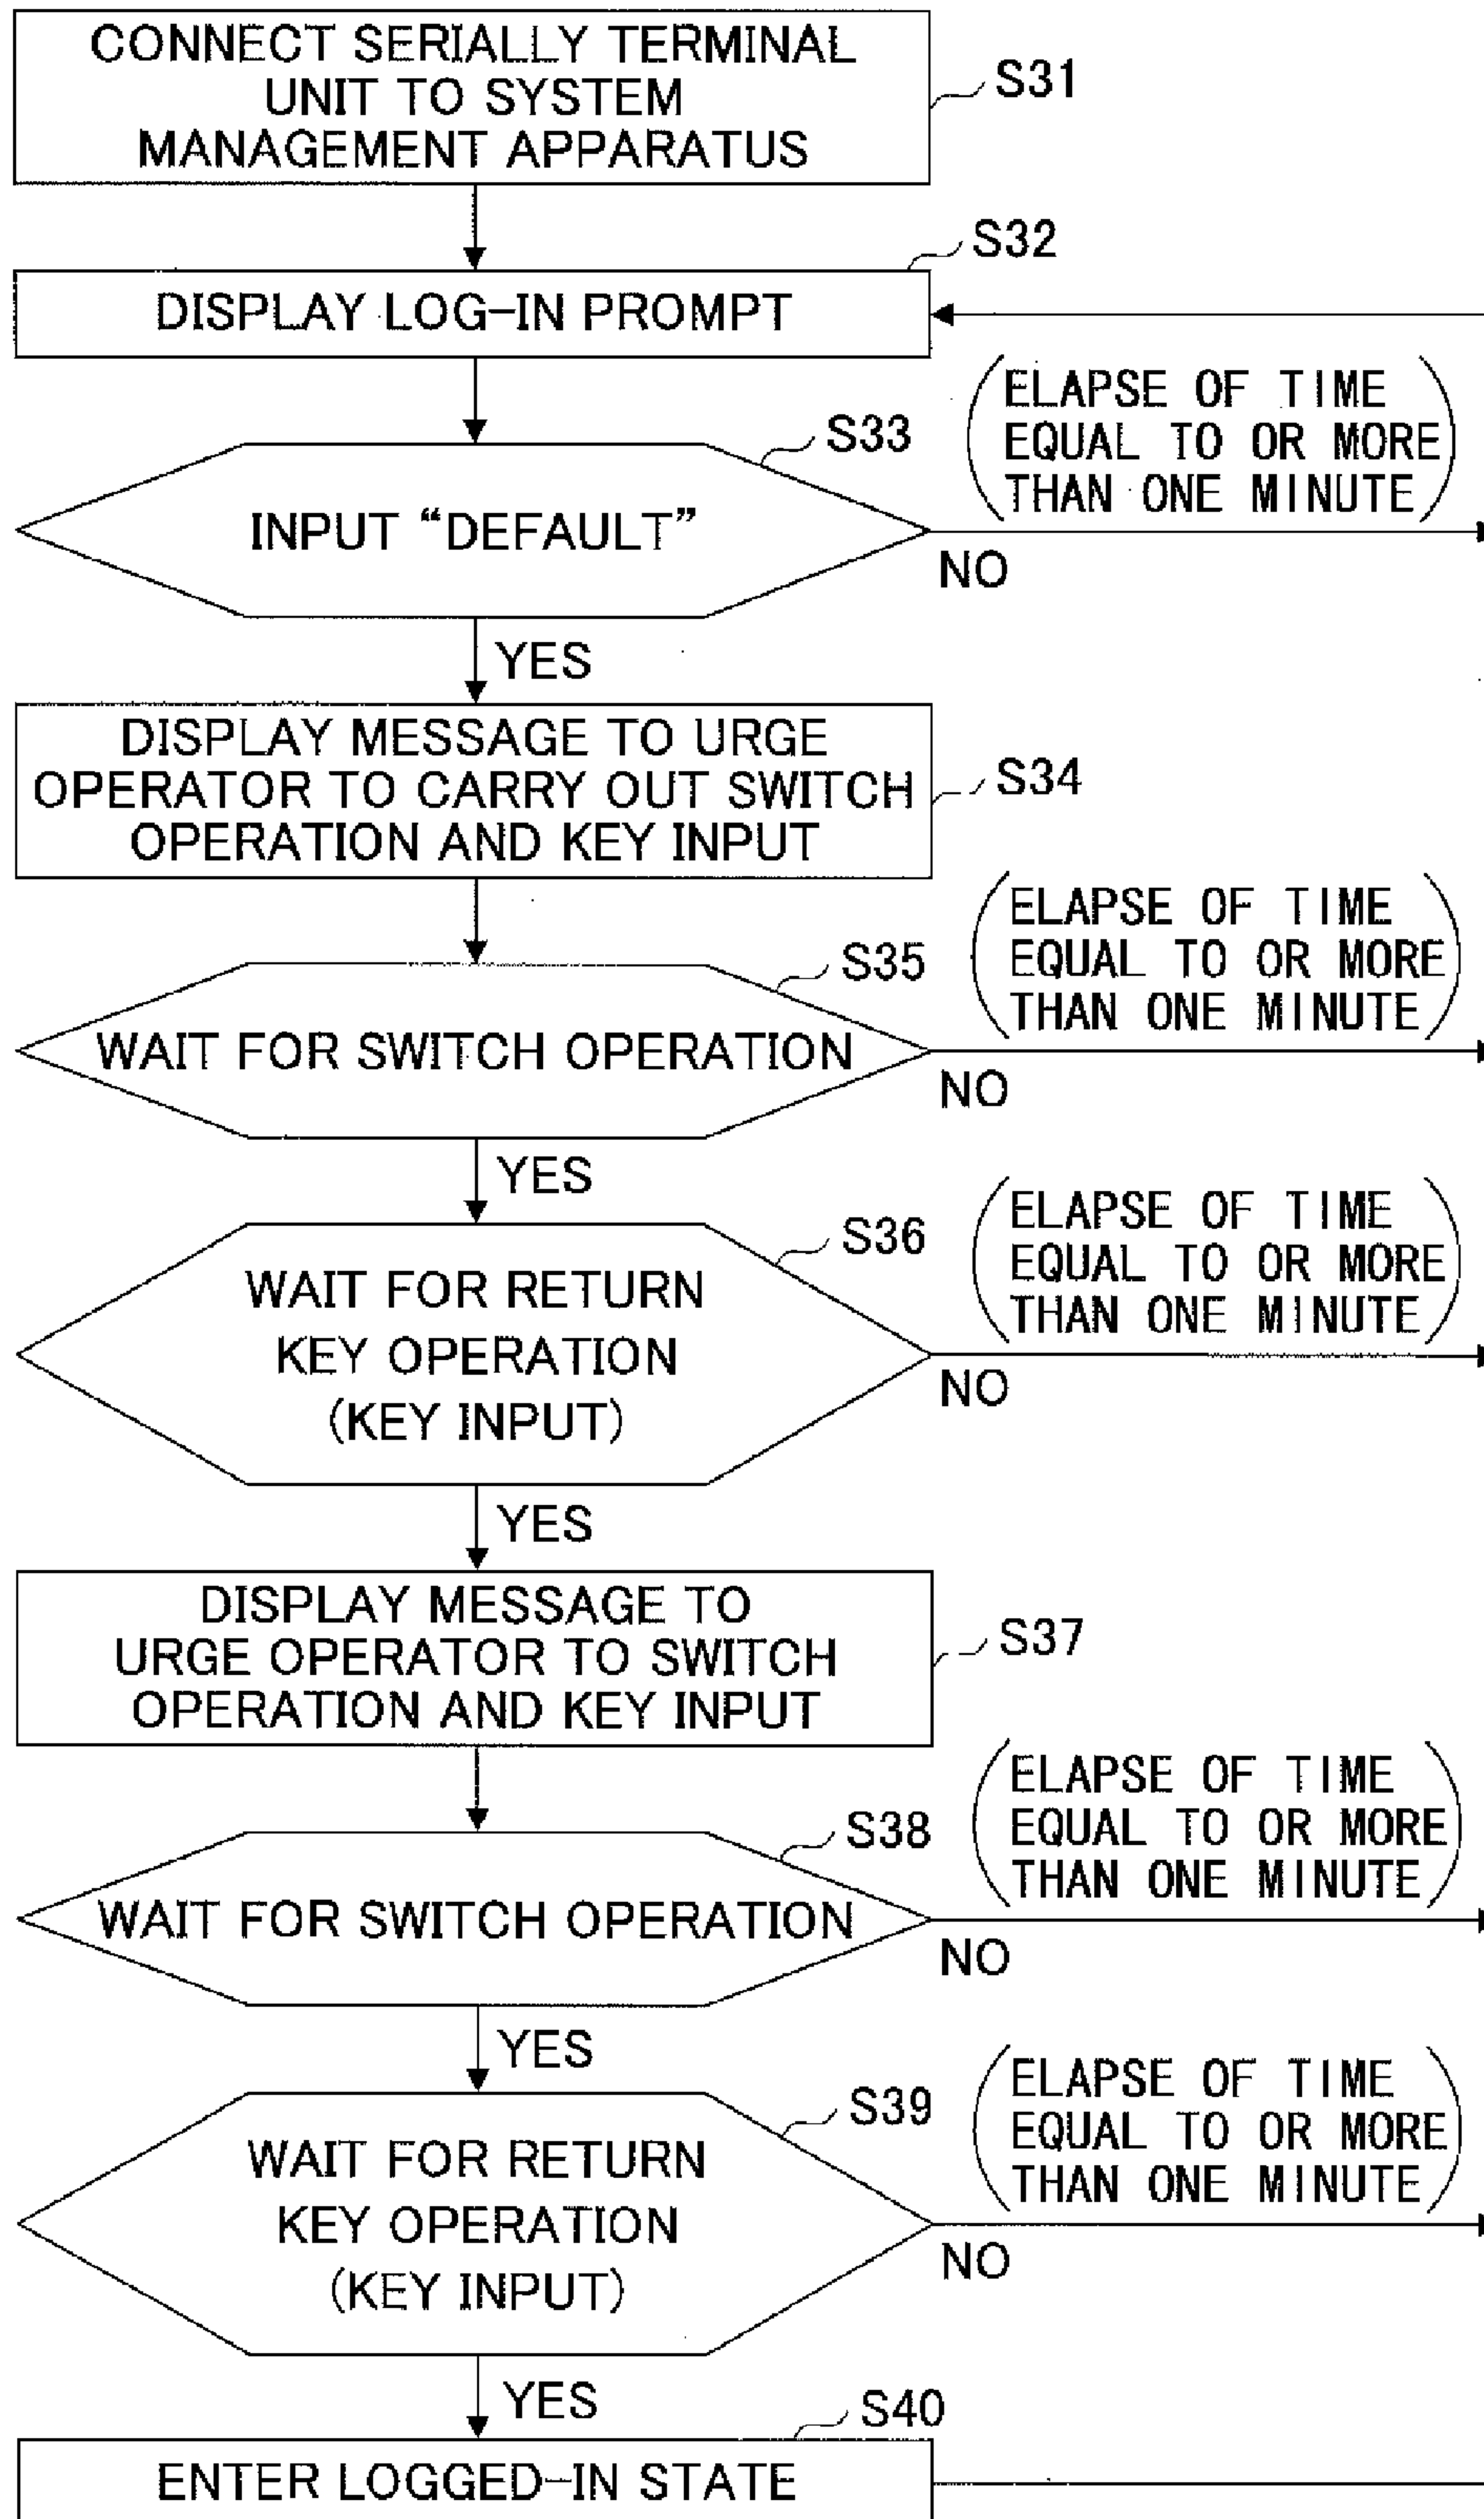 CONNECT SERIALLY TERMINAL
UNIT TO SYSTEM
MANAGEMENT APPARATUS
S31
S32
DISPLAY LOG-IN PROMPT
S33
(ELAPSE OF TIME
EQUAL TO OR MORE
THAN ONE MINUTE)
INPUT “DEFAULT”
NO
YES
DISPLAY MESSAGE TO URGE
OPERATOR TO CARRY OUT SWITCH
OPERATION AND KEY INPUT
S34
S35
(ELAPSE OF TIME
EQUAL TO OR MORE
THAN ONE MINUTE)
WAIT FOR SWITCH OPERATION
NO
YES
S36
(ELAPSE OF TIME
EQUAL TO OR MORE
THAN ONE MINUTE)
WAIT FOR RETURN
KEY OPERATION
(KEY INPUT)
NO
YES
DISPLAY MESSAGE TO
URGE OPERATOR TO SWITCH
OPERATION AND KEY INPUT
S37
S38
(ELAPSE OF TIME
EQUAL TO OR MORE
THAN ONE MINUTE)
WAIT FOR SWITCH OPERATION
NO
YES
S39
(ELAPSE OF TIME
EQUAL TO OR MORE
THAN ONE MINUTE)
WAIT FOR RETURN
KEY OPERATION
(KEY INPUT)
NO
YES
S40
ENTER LOGGED-IN STATE